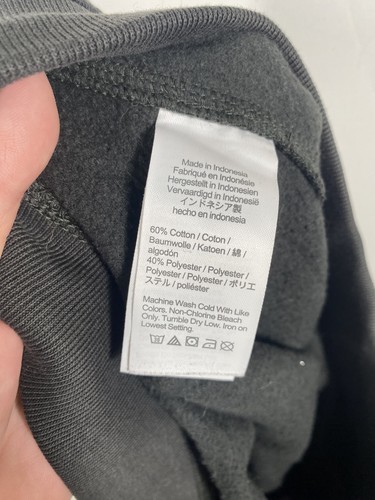 Made in Indonesia
Fabriqué en Indonésie
Hergestellt in Indonesien
Vervaardigd in Indonesië
インドネシア製
hecho en indonesia
60% Cotton / Coton /
Baumwolle / Katoen / 綿 /
algodón
40% Polyester / Polyester /
Polyester / Polyester / ポリエ
ステル / poliéster
Machine Wash Cold With Like
Colors. Non-Chlorine Bleach
Only. Tumble Dry Low. Iron on
Lowest Setting.